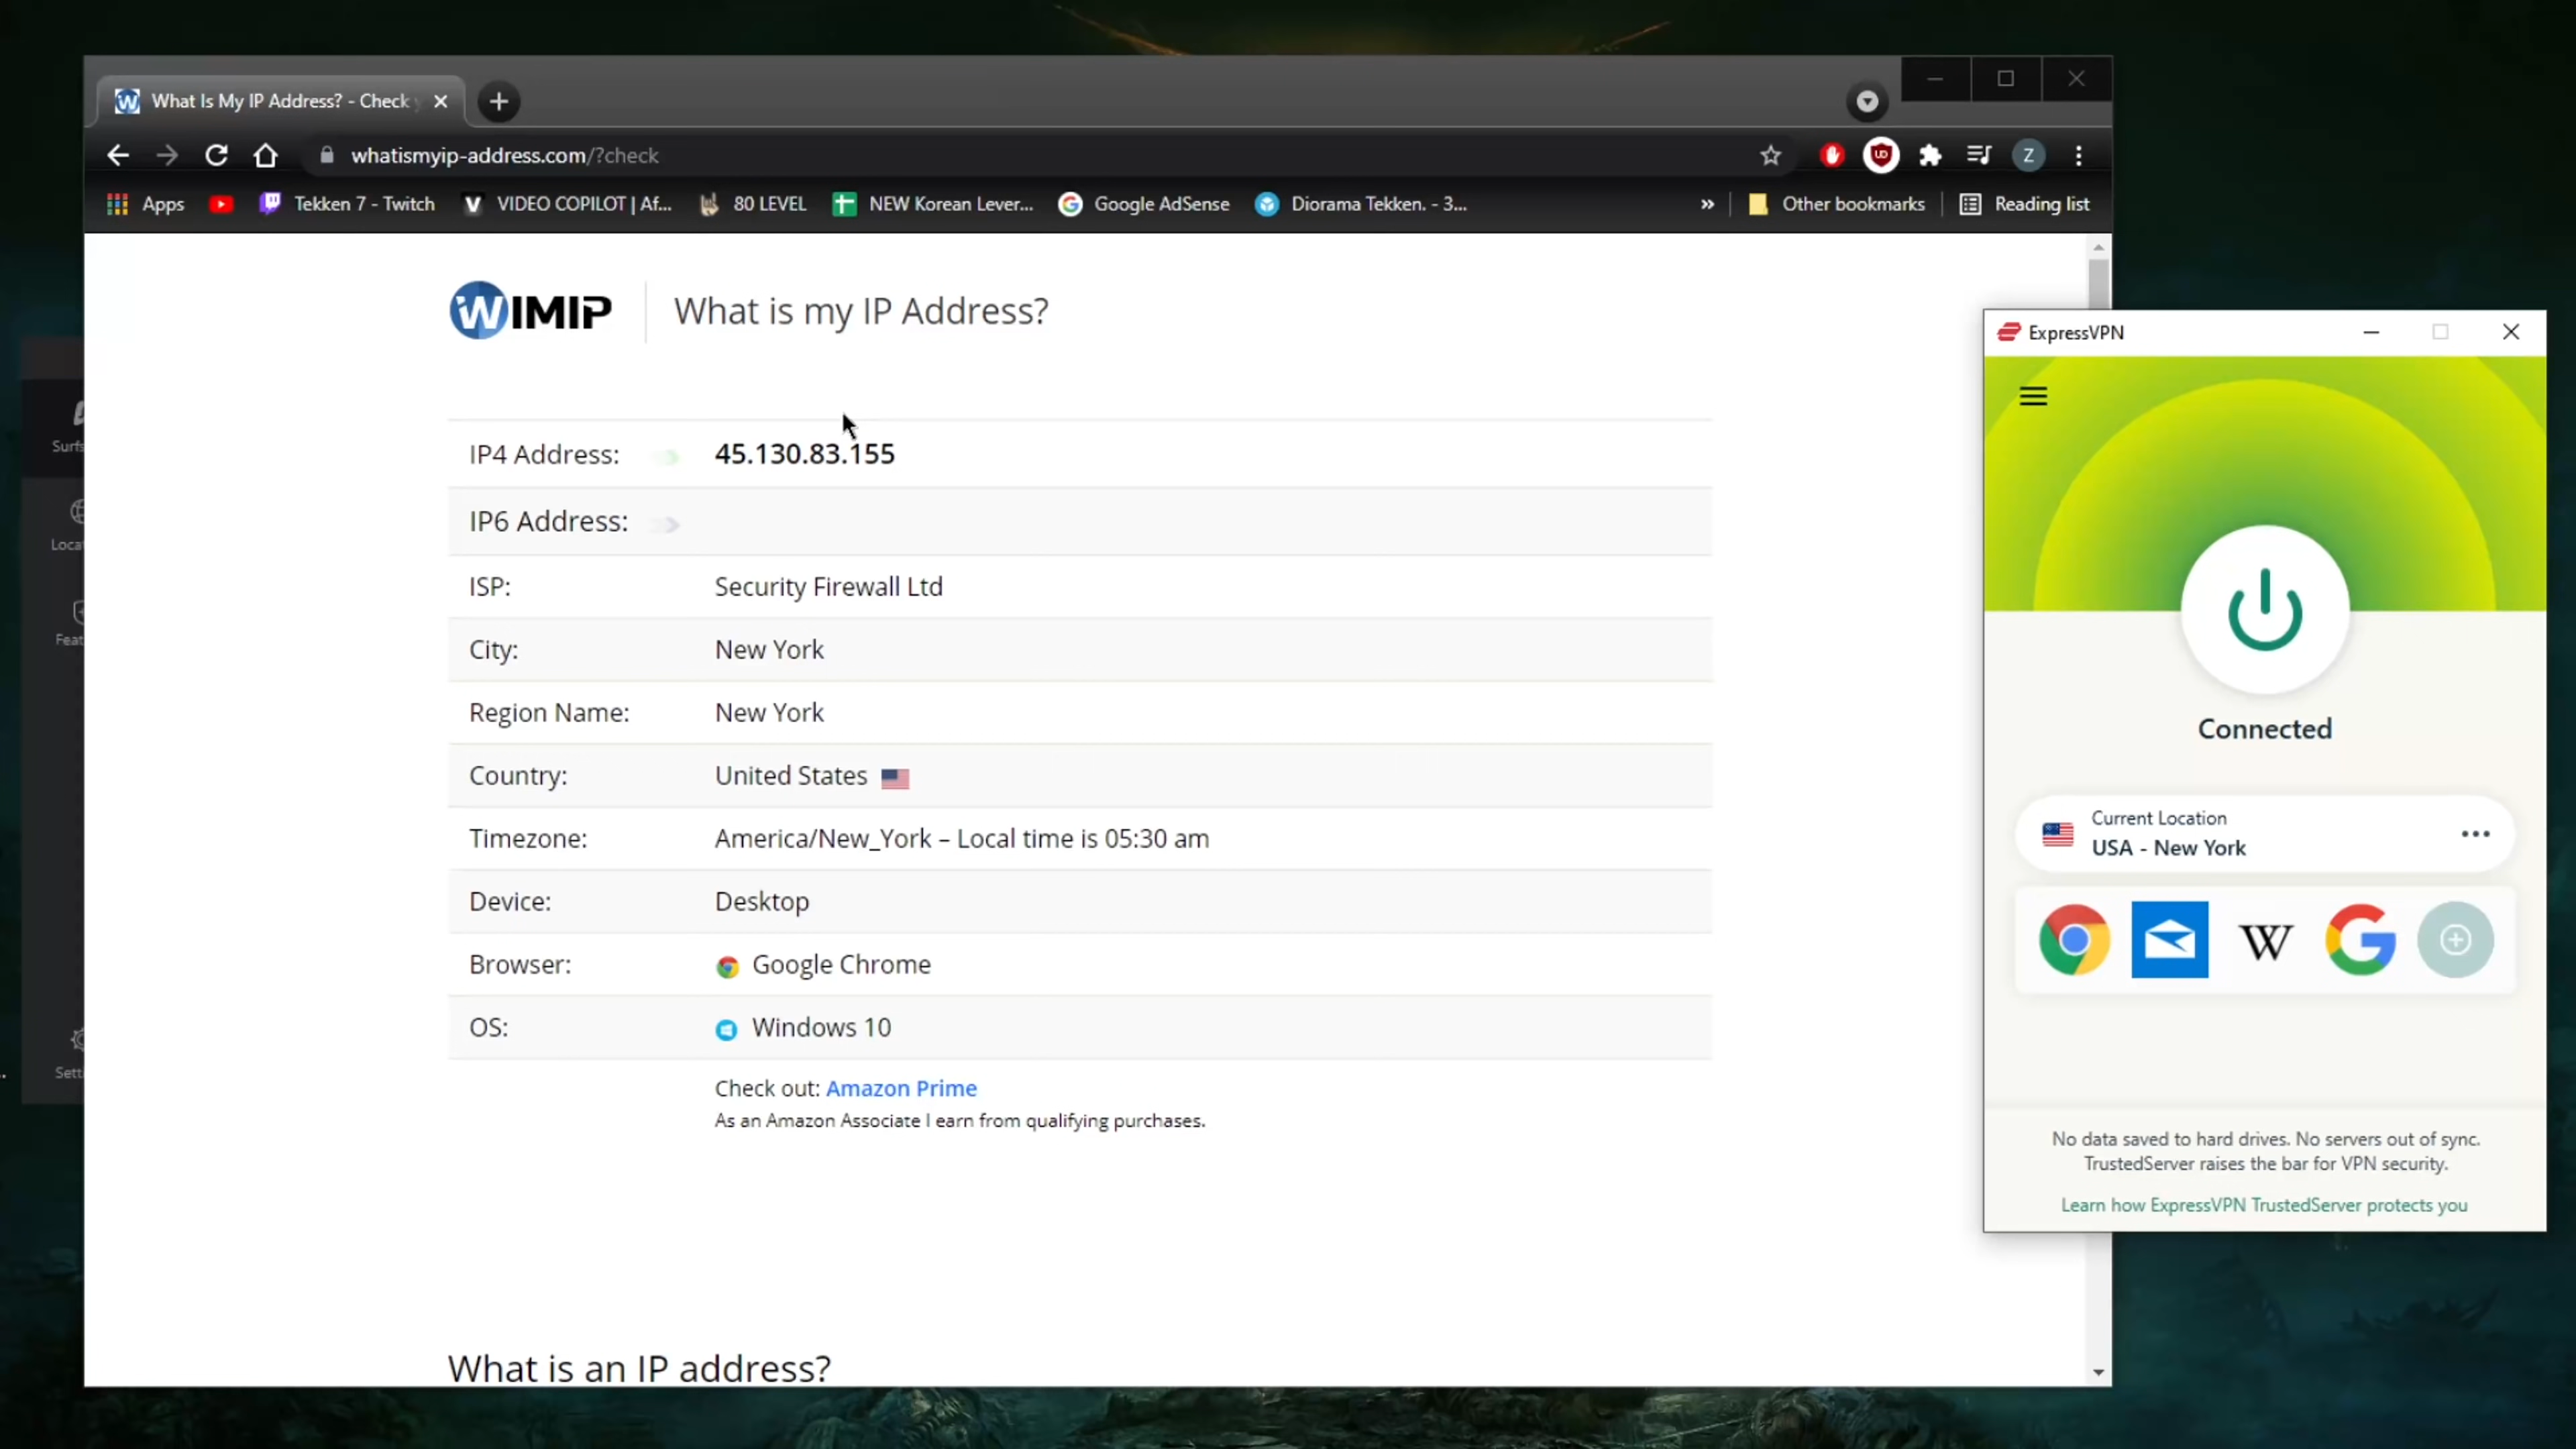 What Is My IP Address? - Check
whatismyip-address.com/?check
Z
Apps
Tekken 7 - Twitch
VIDEO COPILOT | Af...
80 LEVEL
NEW Korean Lever...
Google AdSense
Diorama Tekken. - 3...
»
Other bookmarks
Reading list
WIMIP
What is my IP Address?
IP4 Address: 45.130.83.155
IP6 Address:
ISP: Security Firewall Ltd
City: New York
Region Name: New York
Country: United States
Timezone: America/New_York – Local time is 05:30 am
Device: Desktop
Browser: Google Chrome
OS: Windows 10
Check out: Amazon Prime
As an Amazon Associate I earn from qualifying purchases.
What is an IP address?
ExpressVPN
Connected
Current Location
USA - New York
No data saved to hard drives. No servers out of sync.
TrustedServer raises the bar for VPN security.
Learn how ExpressVPN TrustedServer protects you
Surfs
Locat
Feat
Setti